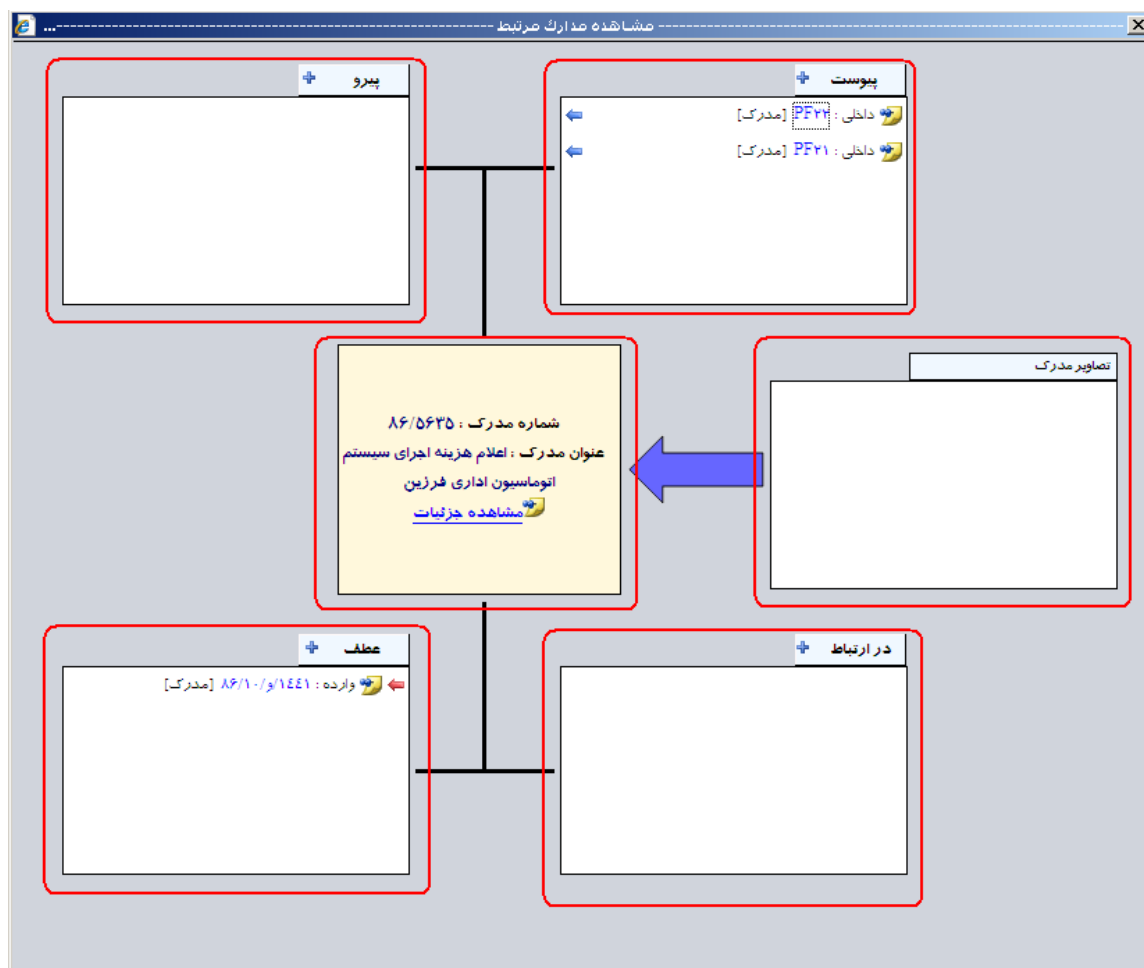 مشاهده مدارك مرتبط
پیوست
داخلی : PF۲۲ [مدرک]
داخلی : PF۲۱ [مدرک]
پیرو
تصاویر مدرک
شماره مدرک : ۸۶/۵۶۳۵
عنوان مدرک : اعلام هزینه اجرای سیستم
اتوماسیون اداری فرزین
مشاهده جزئیات
در ارتباط
عطف
وارده : ۸۶/۱۰/و/۱٤٤۱ [مدرک]